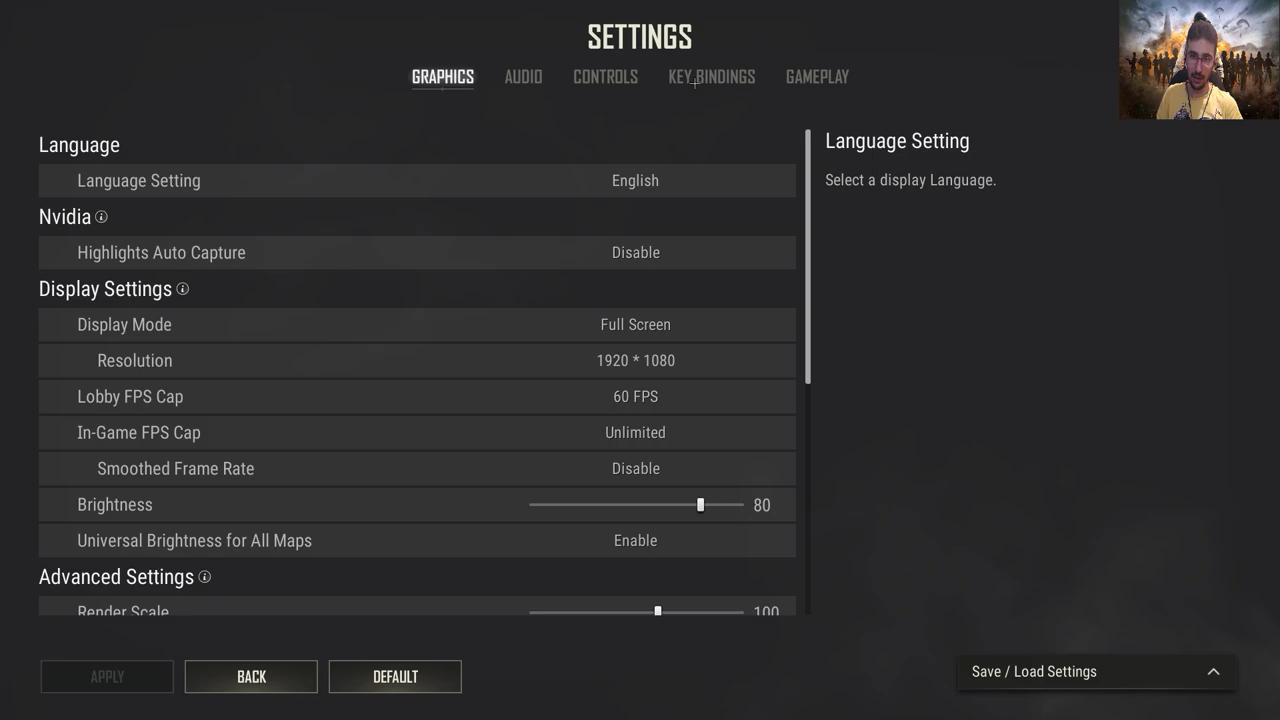 SETTINGS
GRAPHICS AUDIO CONTROLS KEY BINDINGS GAMEPLAY
Language
Language Setting English
Nvidia
Highlights Auto Capture Disable
Display Settings
Display Mode Full Screen
Resolution 1920 * 1080
Lobby FPS Cap 60 FPS
In-Game FPS Cap Unlimited
Smoothed Frame Rate Disable
Brightness 80
Universal Brightness for All Maps Enable
Advanced Settings
Render Scale 100
Language Setting
Select a display Language.
APPLY BACK DEFAULT
Save / Load Settings